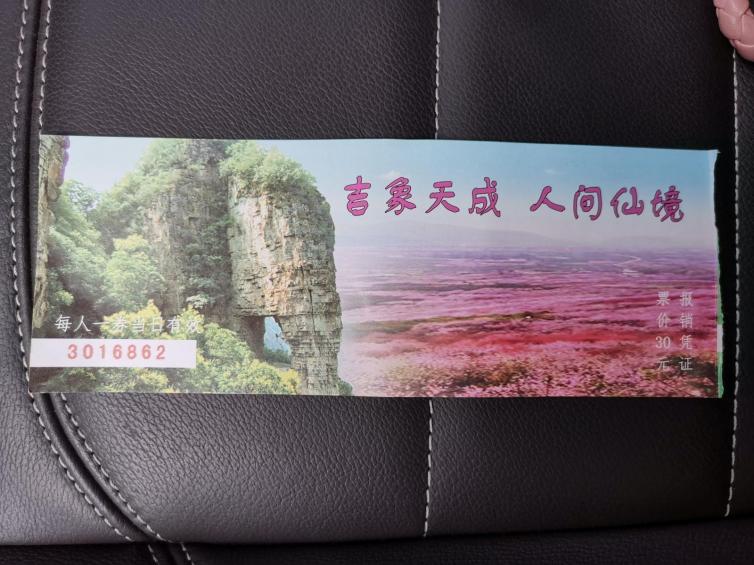 吉象天成 人间仙境
每人一券当日有效
3016862
报销凭证
票价30元